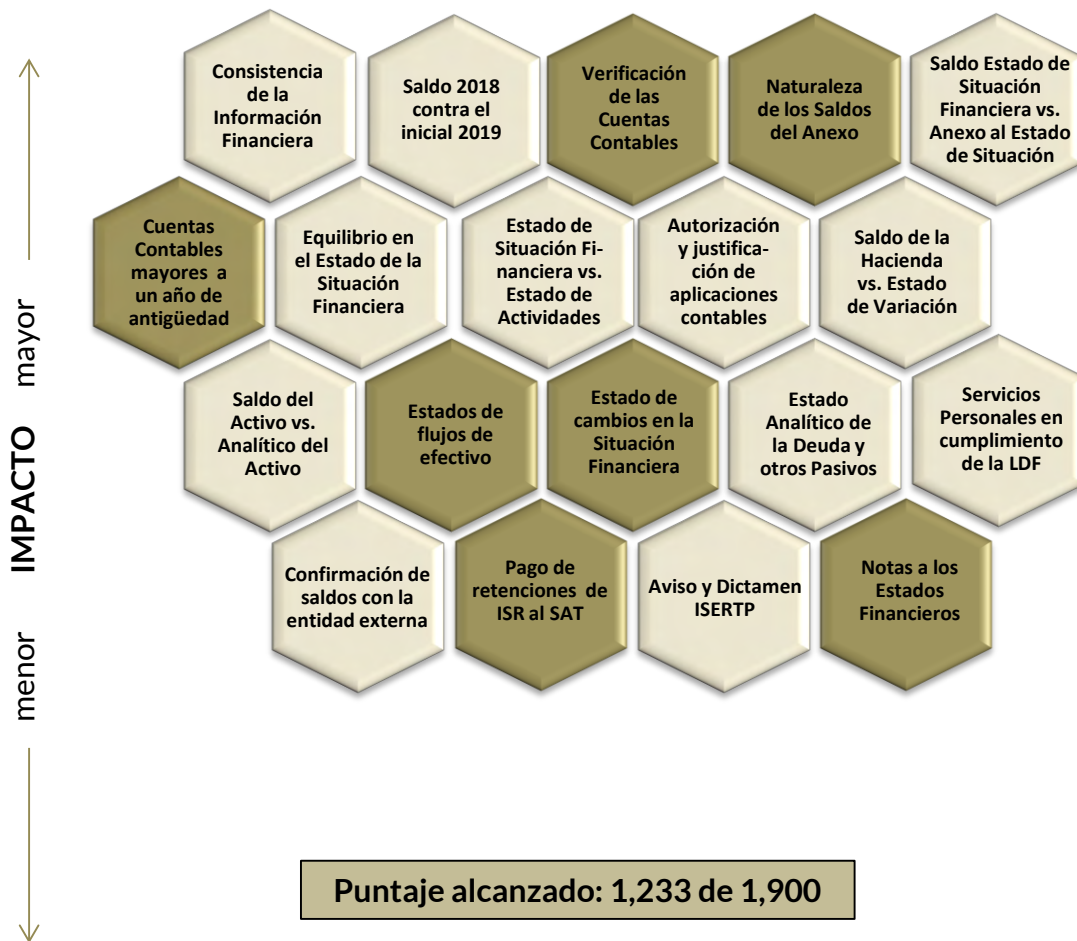 Consistencia
de la
Información
Financiera
Saldo 2018
contra el
inicial 2019
Verificación
de las
Cuentas
Contables
Naturaleza
de los Saldos
del Anexo
Saldo Estado de
Situación
Financiera vs.
Anexo al Estado
de Situación
Cuentas
Contables
mayores a
un año de
antigüedad
Equilibrio en
el Estado de la
Situación
Financiera
Estado de
Situación Fi-
nanciera vs.
Estado de
Actividades
Autorización
y justifica-
ción de
aplicaciones
contables
Saldo de la
Hacienda
vs. Estado
de Variación
Saldo del
Activo vs.
Analítico del
Activo
Estados de
flujos de
efectivo
Estado de
cambios en la
Situación
Financiera
Estado
Analítico de
la Deuda y
otros Pasivos
Servicios
Personales en
cumplimiento
de la LDF
Confirmación de
saldos con la
entidad externa
Pago de
retenciones de
ISR al SAT
Aviso y Dictamen
ISERTP
Notas a los
Estados
Financieros
menor IMPACTO mayor
Puntaje alcanzado: 1,233 de 1,900